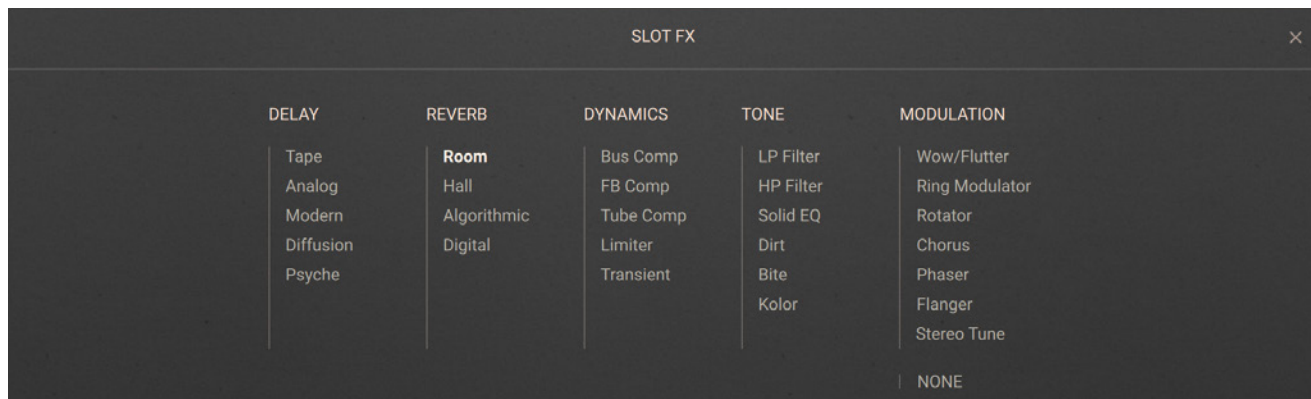 SLOT FX
×
DELAY
Tape
Analog
Modern
Diffusion
Psyche
REVERB
Room
Hall
Algorithmic
Digital
DYNAMICS
Bus Comp
FB Comp
Tube Comp
Limiter
Transient
TONE
LP Filter
HP Filter
Solid EQ
Dirt
Bite
Kolor
MODULATION
Wow/Flutter
Ring Modulator
Rotator
Chorus
Phaser
Flanger
Stereo Tune
NONE